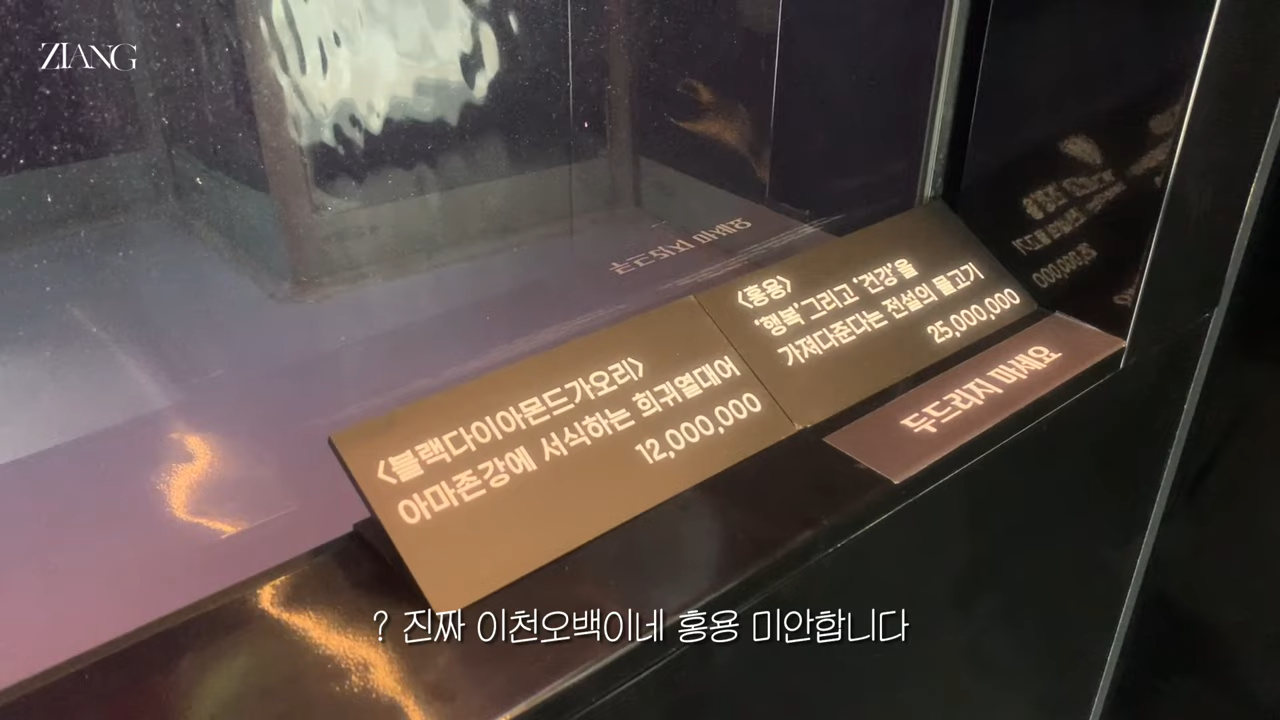 ZIANG
<홍용>
'행복'그리고 '건강'을
가져다준다는 전설의 물고기
25,000,000
<블랙다이아몬드가오리>
아마존강에 서식하는 희귀열대어
12,000,000
두드리지 마세요
? 진짜 이천오백이네 홍용 미안합니다